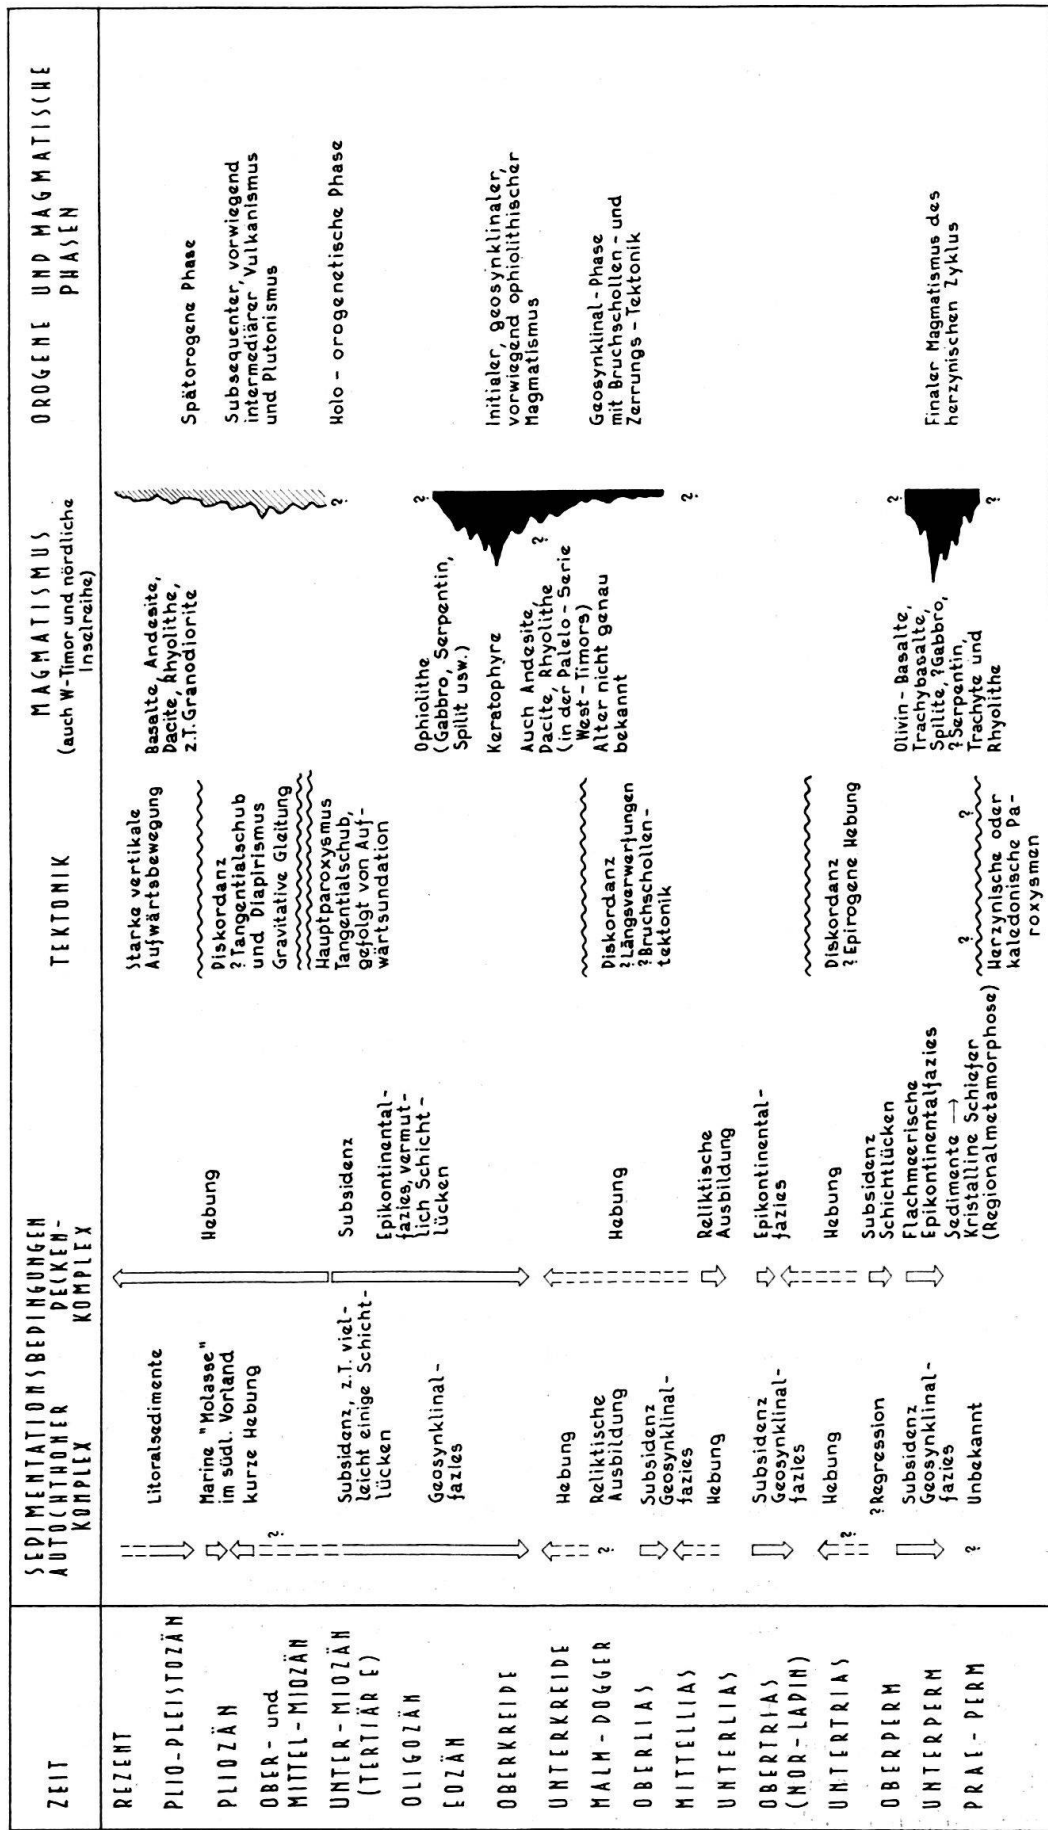 ZEIT
REZENT
PLIO-PLEISTOZÄN
PLIOZÄN
OBER- und
MITTEL-MIOZÄN
UNTER-MIOZÄN
(TERTIÄR E)
OLIGOZÄN
EOZÄN
OBERKREIDE
UNTERKREIDE
MALM-DOGGER
OBERLIAS
MITTELLIAS
UNTERLIAS
OBERTRIAS
(NOR-LADIN)
UNTERTRIAS
OBERPERM
UNTERPERM
PRAE-PERM
SEDIMENTATIONSBEDINGUNGEN
AUTOCHTHONER
KOMPLEX
Litoralsedimente
Marine "Molasse"
im südl. Vorland
kurze Hebung
?
Subsidenz, z.T. viel-
leicht einige Schicht-
lücken
Geosynklinal-
fazies
Hebung
?
Reliktische
Ausbildung
Subsidenz
Geosynklinal-
fazies
Hebung
Subsidenz
Geosynklinal-
fazies
Hebung
?
?Regression
Subsidenz
Geosynklinal-
fazies
?
Unbekannt
DECKEN-
KOMPLEX
Hebung
Subsidenz
Epikontinental-
fazies, vermut-
lich Schicht-
lücken
Hebung
Reliktische
Ausbildung
Epikontinental-
fazies
Hebung
Subsidenz
Schichtlücken
Flachmeerische
Epikontinentalfazies
Sedimente →
Kristalline Schiefer
(Regionalmetamorphose)
TEKTONIK
Starke vertikale
Aufwärtsbewegung
Diskordanz
?Tangentialschub
und Diapirismus
Gravitative Gleitung
Hauptparoxysmus
Tangentialschub,
gefolgt von Auf-
wärtsundation
Diskordanz
?Längsverwerfungen
?Bruchschollen-
tektonik
Diskordanz
?Epirogene Hebung
? ?
Herzynische oder
kaledonische Pa-
roxysmen
MAGMATISMUS
(auch W-Timor und nördliche
Inselreihe)
Basalte, Andesite,
Dacite, Rhyolithe,
z.T. Granodiorite
?
?
Ophiolithe
(Gabbro, Serpentin,
Spilit usw.)
Keratophyre
?
Auch Andesite,
Dacite, Rhyolithe
(in der Palelo-Serie
West-Timors)
Alter nicht genau
bekannt
?
?
Olivin-Basalte,
Trachybasalte,
Spilite, ?Gabbro,
?Serpentin,
Trachyte und
Rhyolithe
?
OROGENE UND MAGMATISCHE
PHASEN
Spätorogene Phase
Subsequenter, vorwiegend
intermediärer Vulkanismus
und Plutonismus
Holo-orogenetische Phase
Initialer, geosynklinaler,
vorwiegend ophiolithischer
Magmatismus
Geosynklinal-Phase
mit Bruchschollen- und
Zerrungs-Tektonik
Finaler Magmatismus des
herzynischen Zyklus